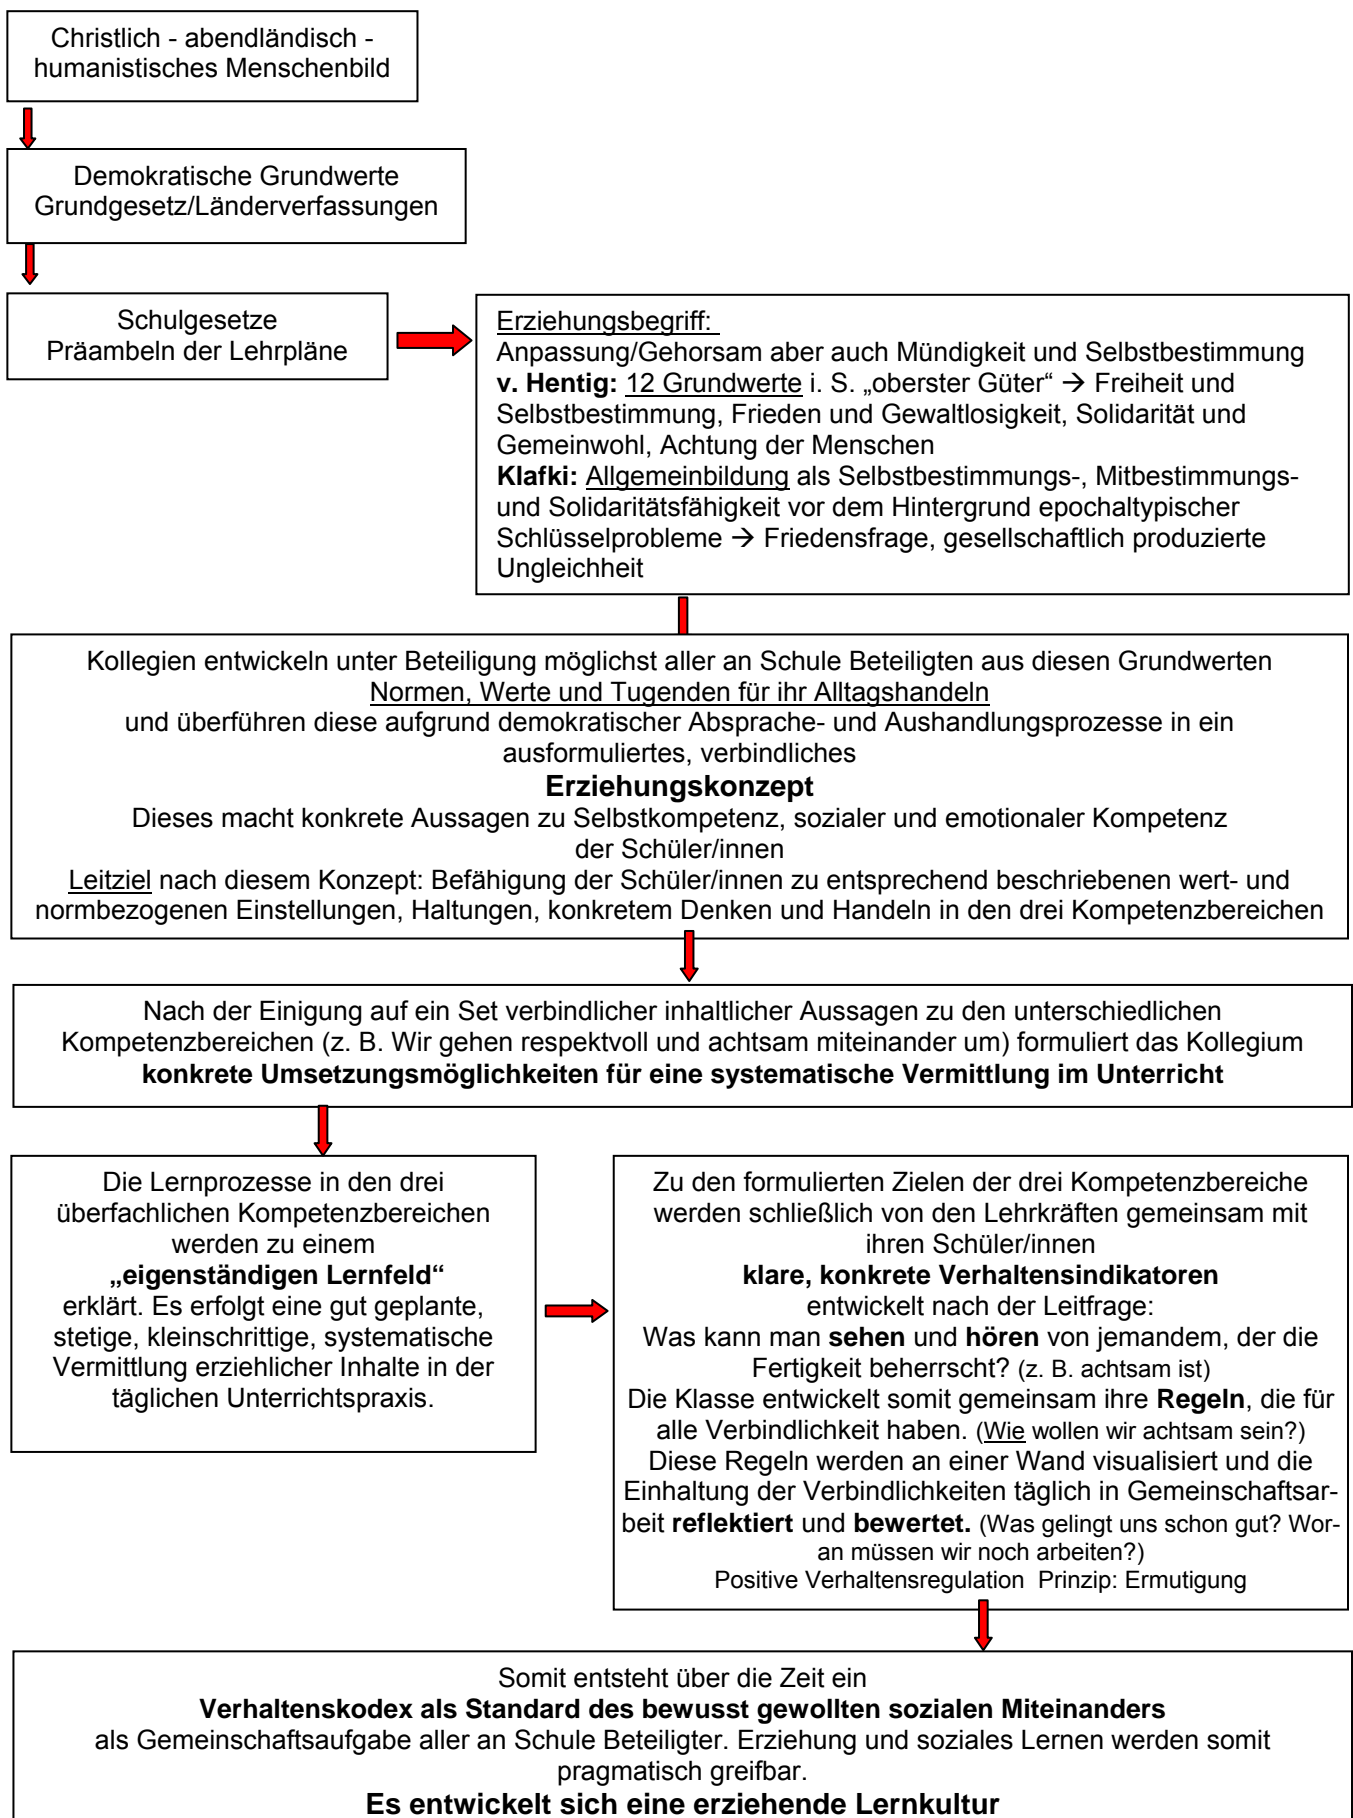 Christlich - abendländisch -
humanistisches Menschenbild
Demokratische Grundwerte
Grundgesetz/Länderverfassungen
Schulgesetze
Präambeln der Lehrpläne
Erziehungsbegriff:
Anpassung/Gehorsam aber auch Mündigkeit und Selbstbestimmung
v. Hentig: 12 Grundwerte i. S. „oberster Güter“ → Freiheit und
Selbstbestimmung, Frieden und Gewaltlosigkeit, Solidarität und
Gemeinwohl, Achtung der Menschen
Klafki: Allgemeinbildung als Selbstbestimmungs-, Mitbestimmungs-
und Solidaritätsfähigkeit vor dem Hintergrund epochaltypischer
Schlüsselprobleme → Friedensfrage, gesellschaftlich produzierte
Ungleichheit
Kollegien entwickeln unter Beteiligung möglichst aller an Schule Beteiligten aus diesen Grundwerten
Normen, Werte und Tugenden für ihr Alltagshandeln
und überführen diese aufgrund demokratischer Absprache- und Aushandlungsprozesse in ein
ausformuliertes, verbindliches
Erziehungskonzept
Dieses macht konkrete Aussagen zu Selbstkompetenz, sozialer und emotionaler Kompetenz
der Schüler/innen
Leitziel nach diesem Konzept: Befähigung der Schüler/innen zu entsprechend beschriebenen wert- und
normbezogenen Einstellungen, Haltungen, konkretem Denken und Handeln in den drei Kompetenzbereichen
Nach der Einigung auf ein Set verbindlicher inhaltlicher Aussagen zu den unterschiedlichen
Kompetenzbereichen (z. B. Wir gehen respektvoll und achtsam miteinander um) formuliert das Kollegium
konkrete Umsetzungsmöglichkeiten für eine systematische Vermittlung im Unterricht
Die Lernprozesse in den drei
überfachlichen Kompetenzbereichen
werden zu einem
„eigenständigen Lernfeld“
erklärt. Es erfolgt eine gut geplante,
stetige, kleinschrittige, systematische
Vermittlung erziehlicher Inhalte in der
täglichen Unterrichtspraxis.
Zu den formulierten Zielen der drei Kompetenzbereiche
werden schließlich von den Lehrkräften gemeinsam mit
ihren Schüler/innen
klare, konkrete Verhaltensindikatoren
entwickelt nach der Leitfrage:
Was kann man sehen und hören von jemandem, der die
Fertigkeit beherrscht? (z. B. achtsam ist)
Die Klasse entwickelt somit gemeinsam ihre Regeln, die für
alle Verbindlichkeit haben. (Wie wollen wir achtsam sein?)
Diese Regeln werden an einer Wand visualisiert und die
Einhaltung der Verbindlichkeiten täglich in Gemeinschaftsar-
beit reflektiert und bewertet. (Was gelingt uns schon gut? Wor-
an müssen wir noch arbeiten?)
Positive Verhaltensregulation Prinzip: Ermutigung
Somit entsteht über die Zeit ein
Verhaltenskodex als Standard des bewusst gewollten sozialen Miteinanders
als Gemeinschaftsaufgabe aller an Schule Beteiligter. Erziehung und soziales Lernen werden somit
pragmatisch greifbar.
Es entwickelt sich eine erziehende Lernkultur